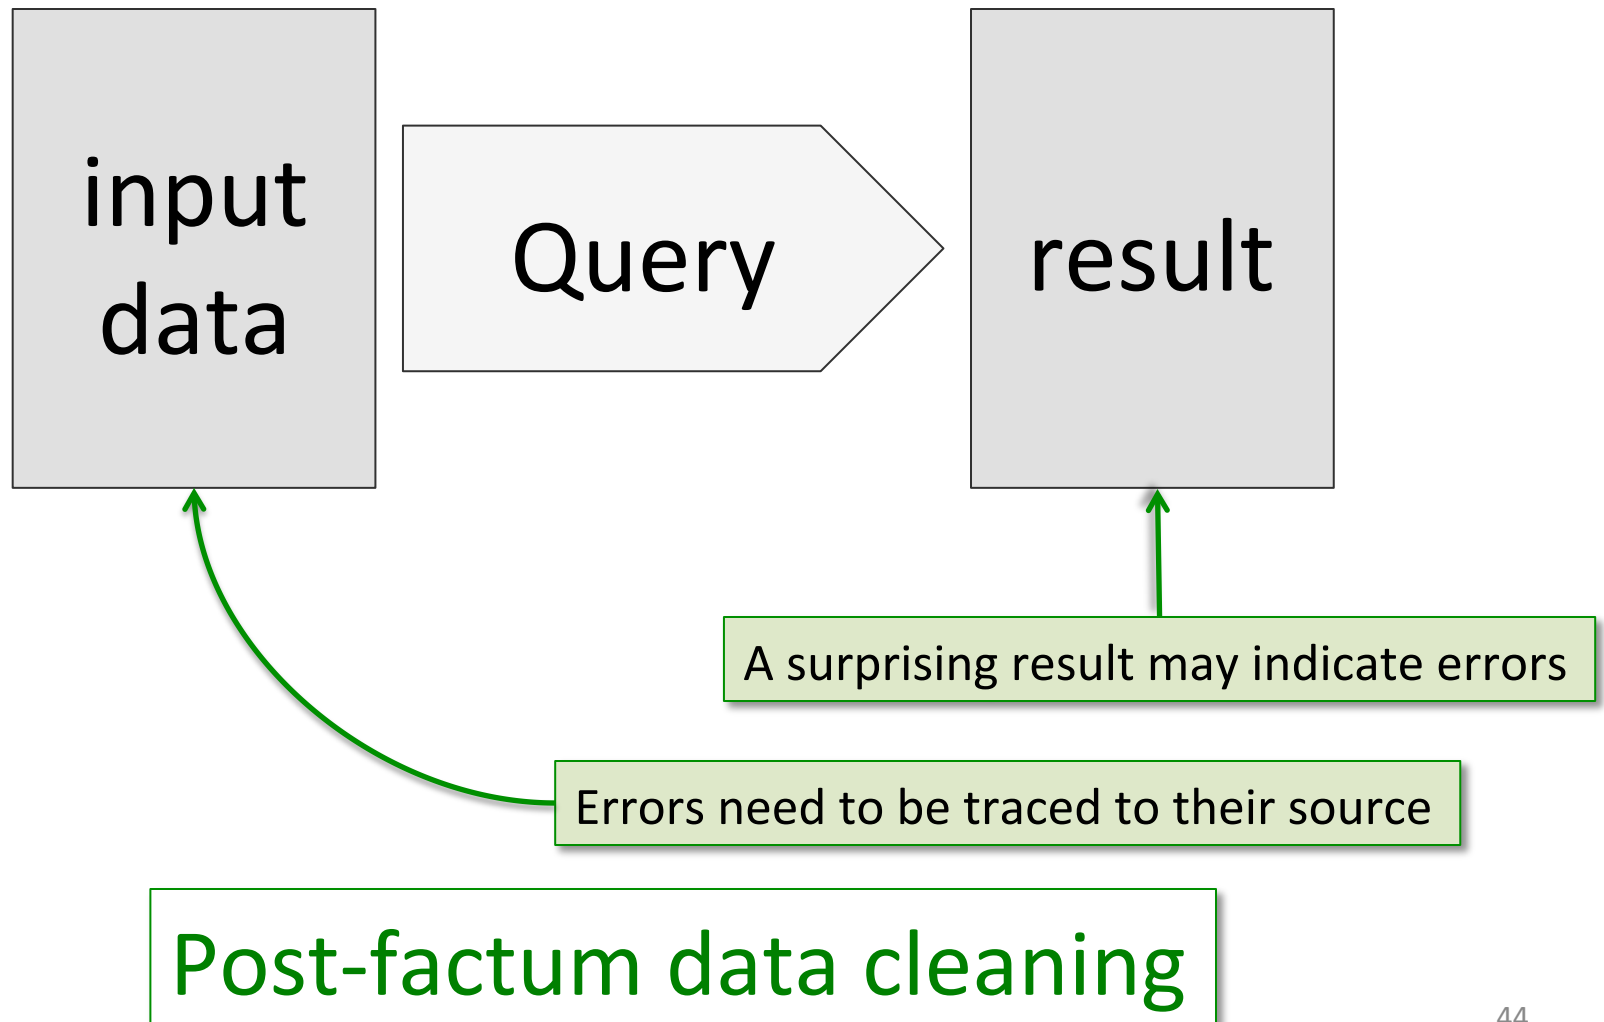 input
data
Query
result
A surprising result may indicate errors
Errors need to be traced to their source
Post-factum data cleaning
44